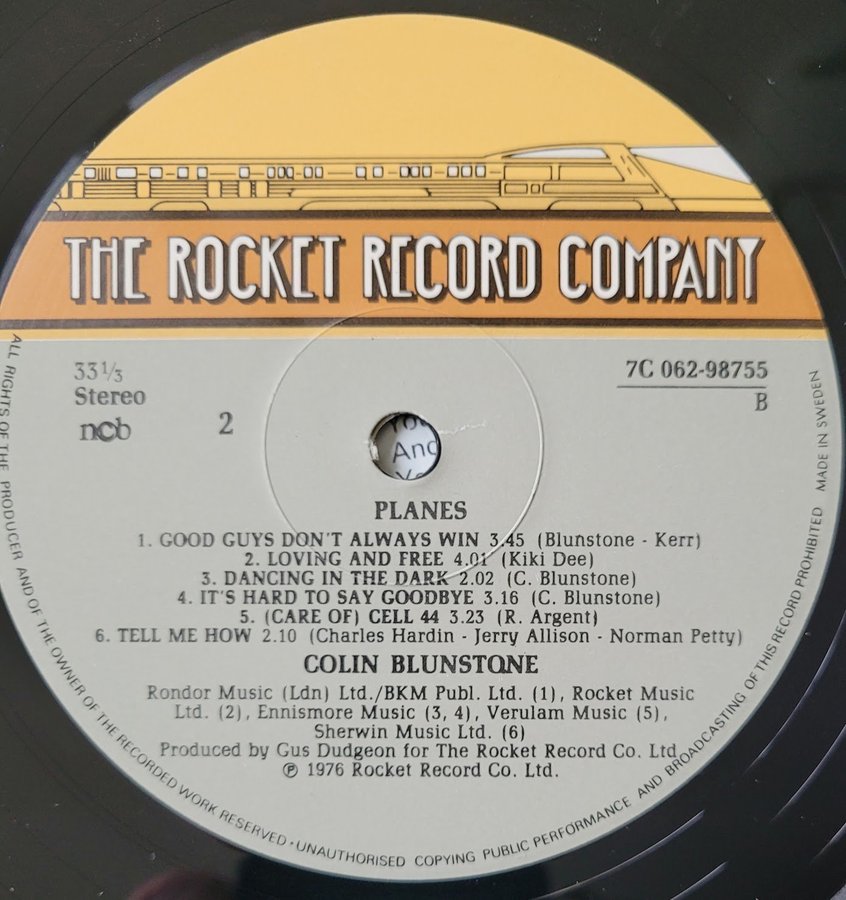 THE ROCKET RECORD COMPANY
33 1/3
Stereo
ncb
2
7C 062-98755
B
PLANES
1. GOOD GUYS DON'T ALWAYS WIN 3.45 (Blunstone - Kerr)
2. LOVING AND FREE 4.01 (Kiki Dee)
3. DANCING IN THE DARK 2.02 (C. Blunstone)
4. IT'S HARD TO SAY GOODBYE 3.16 (C. Blunstone)
5. (CARE OF) CELL 44 3.23 (R. Argent)
6. TELL ME HOW 2.10 (Charles Hardin - Jerry Allison - Norman Petty)
COLIN BLUNSTONE
Rondor Music (Ldn) Ltd./BKM Publ. Ltd. (1), Rocket Music
Ltd. (2), Ennismore Music (3, 4), Verulam Music (5),
Sherwin Music Ltd. (6)
Produced by Gus Dudgeon for The Rocket Record Co. Ltd
℗ 1976 Rocket Record Co. Ltd.
ALL RIGHTS OF THE PRODUCER AND OF THE OWNER OF THE RECORDED WORK RESERVED · UNAUTHORISED COPYING PUBLIC PERFORMANCE AND BROADCASTING OF THIS RECORD PROHIBITED MADE IN SWEDEN
And